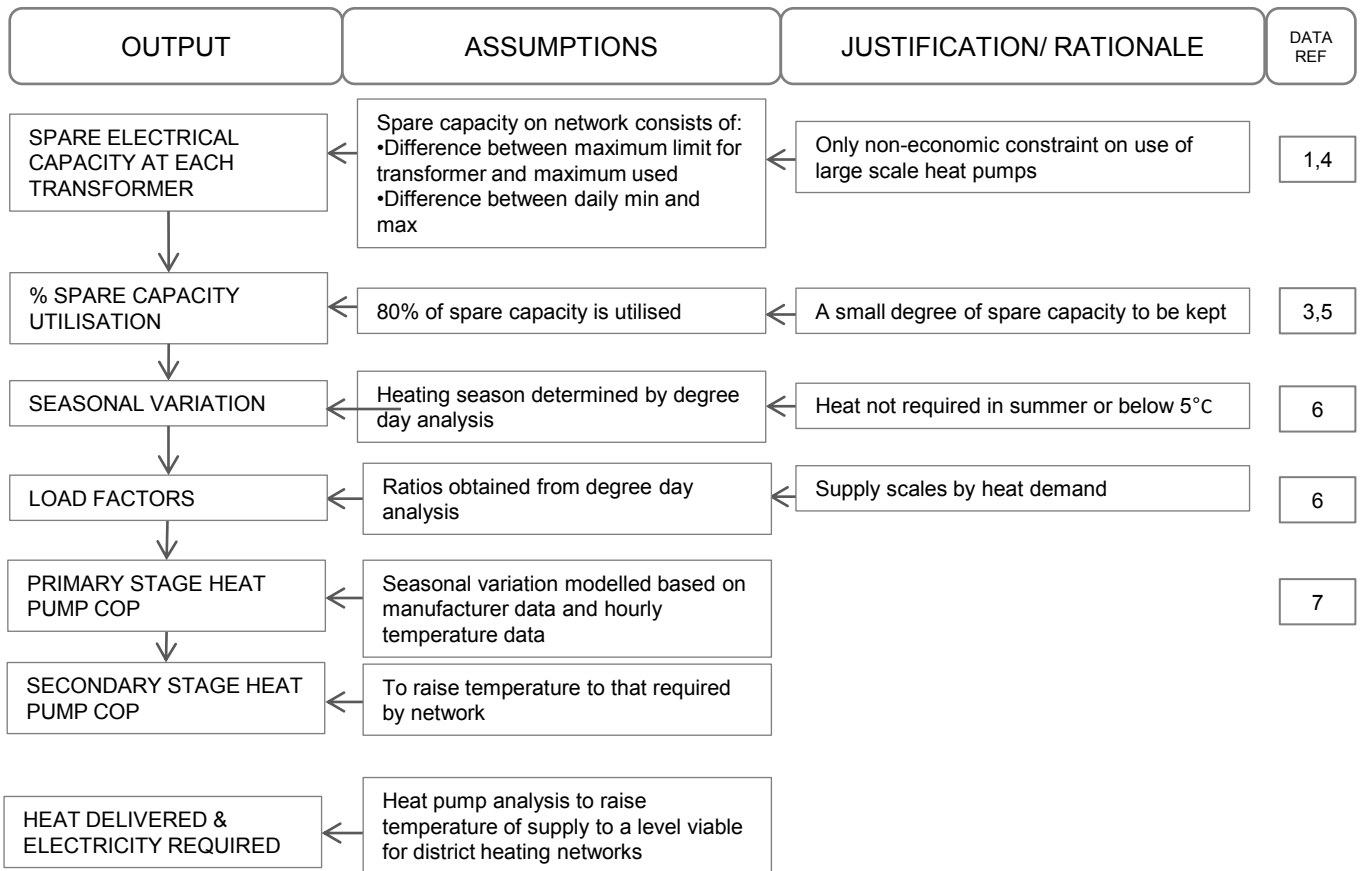 OUTPUT
ASSUMPTIONS
JUSTIFICATION/ RATIONALE
DATA
REF
SPARE ELECTRICAL
CAPACITY AT EACH
TRANSFORMER
Spare capacity on network consists of:
•Difference between maximum limit for
transformer and maximum used
•Difference between daily min and
max
Only non-economic constraint on use of
large scale heat pumps
1,4
% SPARE CAPACITY
UTILISATION
80% of spare capacity is utilised
A small degree of spare capacity to be kept
3,5
SEASONAL VARIATION
Heating season determined by degree
day analysis
Heat not required in summer or below 5°C
6
LOAD FACTORS
Ratios obtained from degree day
analysis
Supply scales by heat demand
6
PRIMARY STAGE HEAT
PUMP COP
Seasonal variation modelled based on
manufacturer data and hourly
temperature data
7
SECONDARY STAGE HEAT
PUMP COP
To raise temperature to that required
by network
HEAT DELIVERED &
ELECTRICITY REQUIRED
Heat pump analysis to raise
temperature of supply to a level viable
for district heating networks